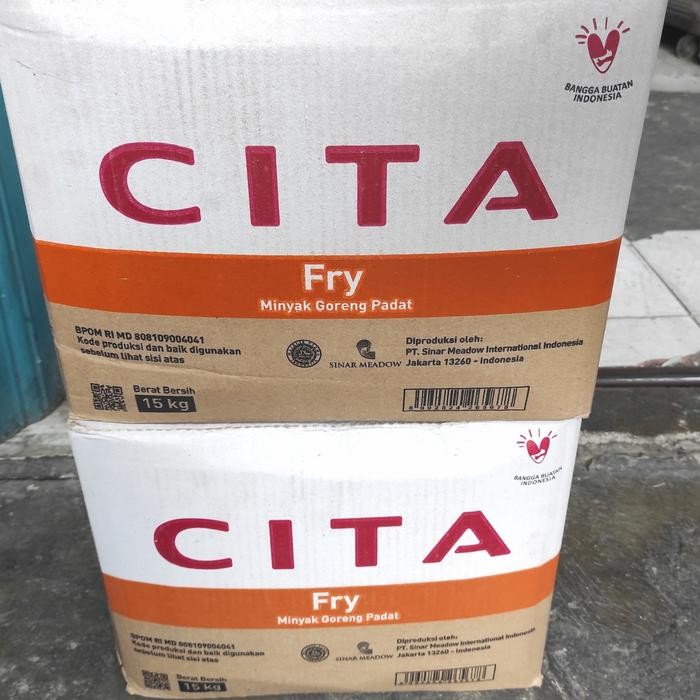 BANGGA BUATAN
INDONESIA
CITA
Fry
Minyak Goreng Padat
BPOM RI MD 808109004041
Kode produksi dan baik digunakan
sebelum lihat sisi atas
SINAR MEADOW
Diproduksi oleh:
PT. Sinar Meadow International Indonesia
Jakarta 13260 - Indonesia
Berat Bersih
15 kg
BANGGA BUATAN
INDONESIA
CITA
Fry
Minyak Goreng Padat
BPOM RI MD 808109004041
Kode produksi dan baik digunakan
sebelum lihat sisi atas
SINAR MEADOW
Diproduksi oleh:
PT. Sinar Meadow International Indonesia
Jakarta 13260 - Indonesia
Berat Bersih
15 kg